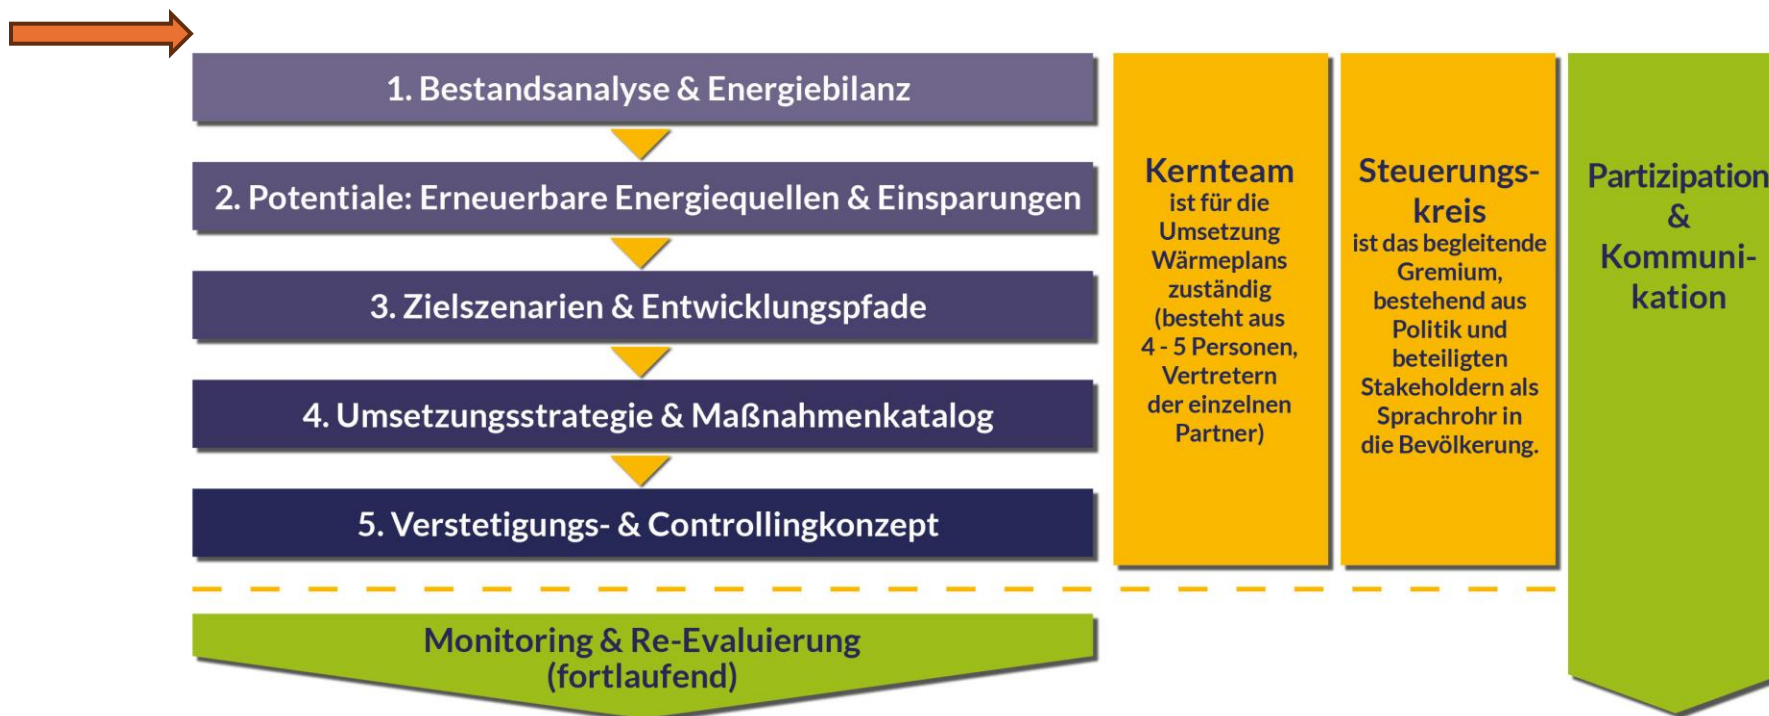 1. Bestandsanalyse & Energiebilanz
2. Potentiale: Erneuerbare Energiequellen & Einsparungen
3. Zielszenarien & Entwicklungspfade
4. Umsetzungsstrategie & Maßnahmenkatalog
5. Verstetigungs- & Controllingkonzept
Monitoring & Re-Evaluierung
(fortlaufend)
Kernteam
ist für die
Umsetzung
Wärmeplans
zuständig
(besteht aus
4 - 5 Personen,
Vertretern
der einzelnen
Partner)
Steuerungs-
kreis
ist das begleitende
Gremium,
bestehend aus
Politik und
beteiligten
Stakeholdern als
Sprachrohr in
die Bevölkerung.
Partizipation
&
Kommuni-
kation